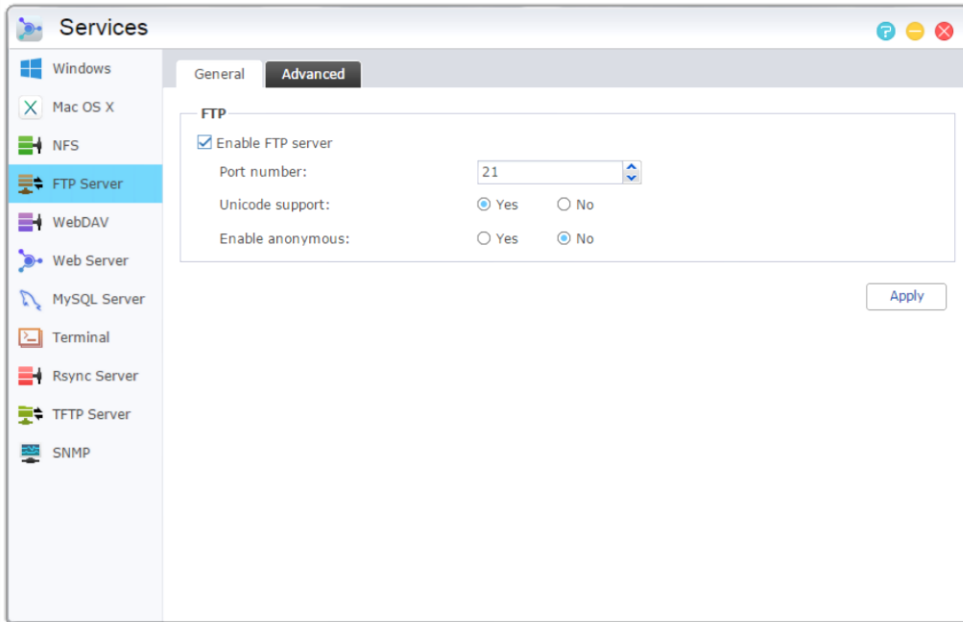 Services
Windows
Mac OS X
NFS
FTP Server
WebDAV
Web Server
MySQL Server
Terminal
Rsync Server
TFTP Server
SNMP
General Advanced
FTP
Enable FTP server
Port number: 21
Unicode support: Yes No
Enable anonymous: Yes No
Apply